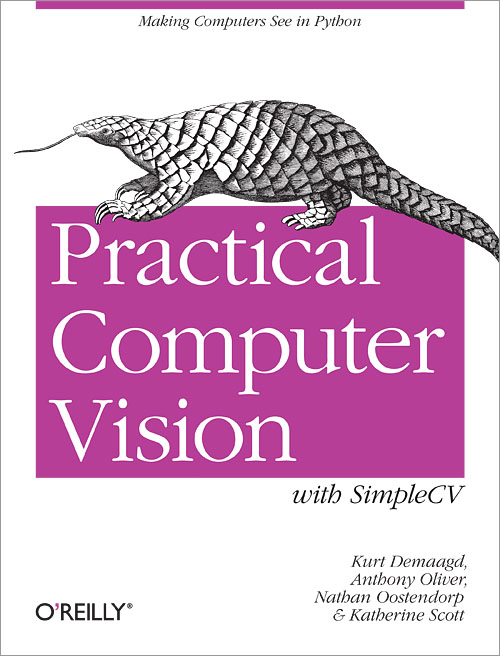 Making Computers See in Python
Practical
Computer
Vision
with SimpleCV
Kurt Demaagd,
Anthony Oliver,
Nathan Oostendorp
& Katherine Scott
O'REILLY®